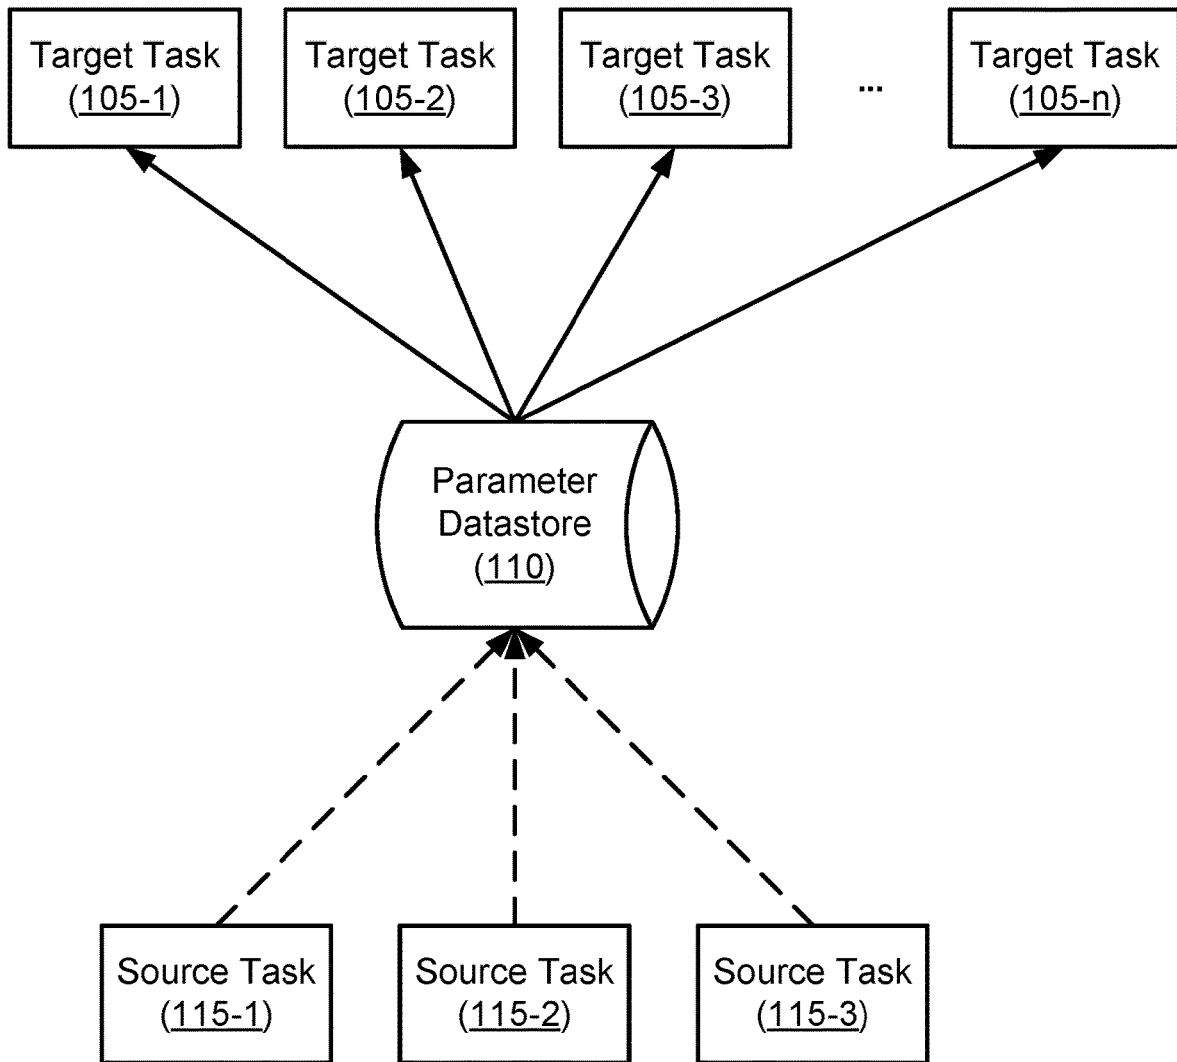 Target Task
(105-1)
Target Task
(105-2)
Target Task
(105-3)
...
Target Task
(105-n)
Parameter
Datastore
(110)
Source Task
(115-1)
Source Task
(115-2)
Source Task
(115-3)